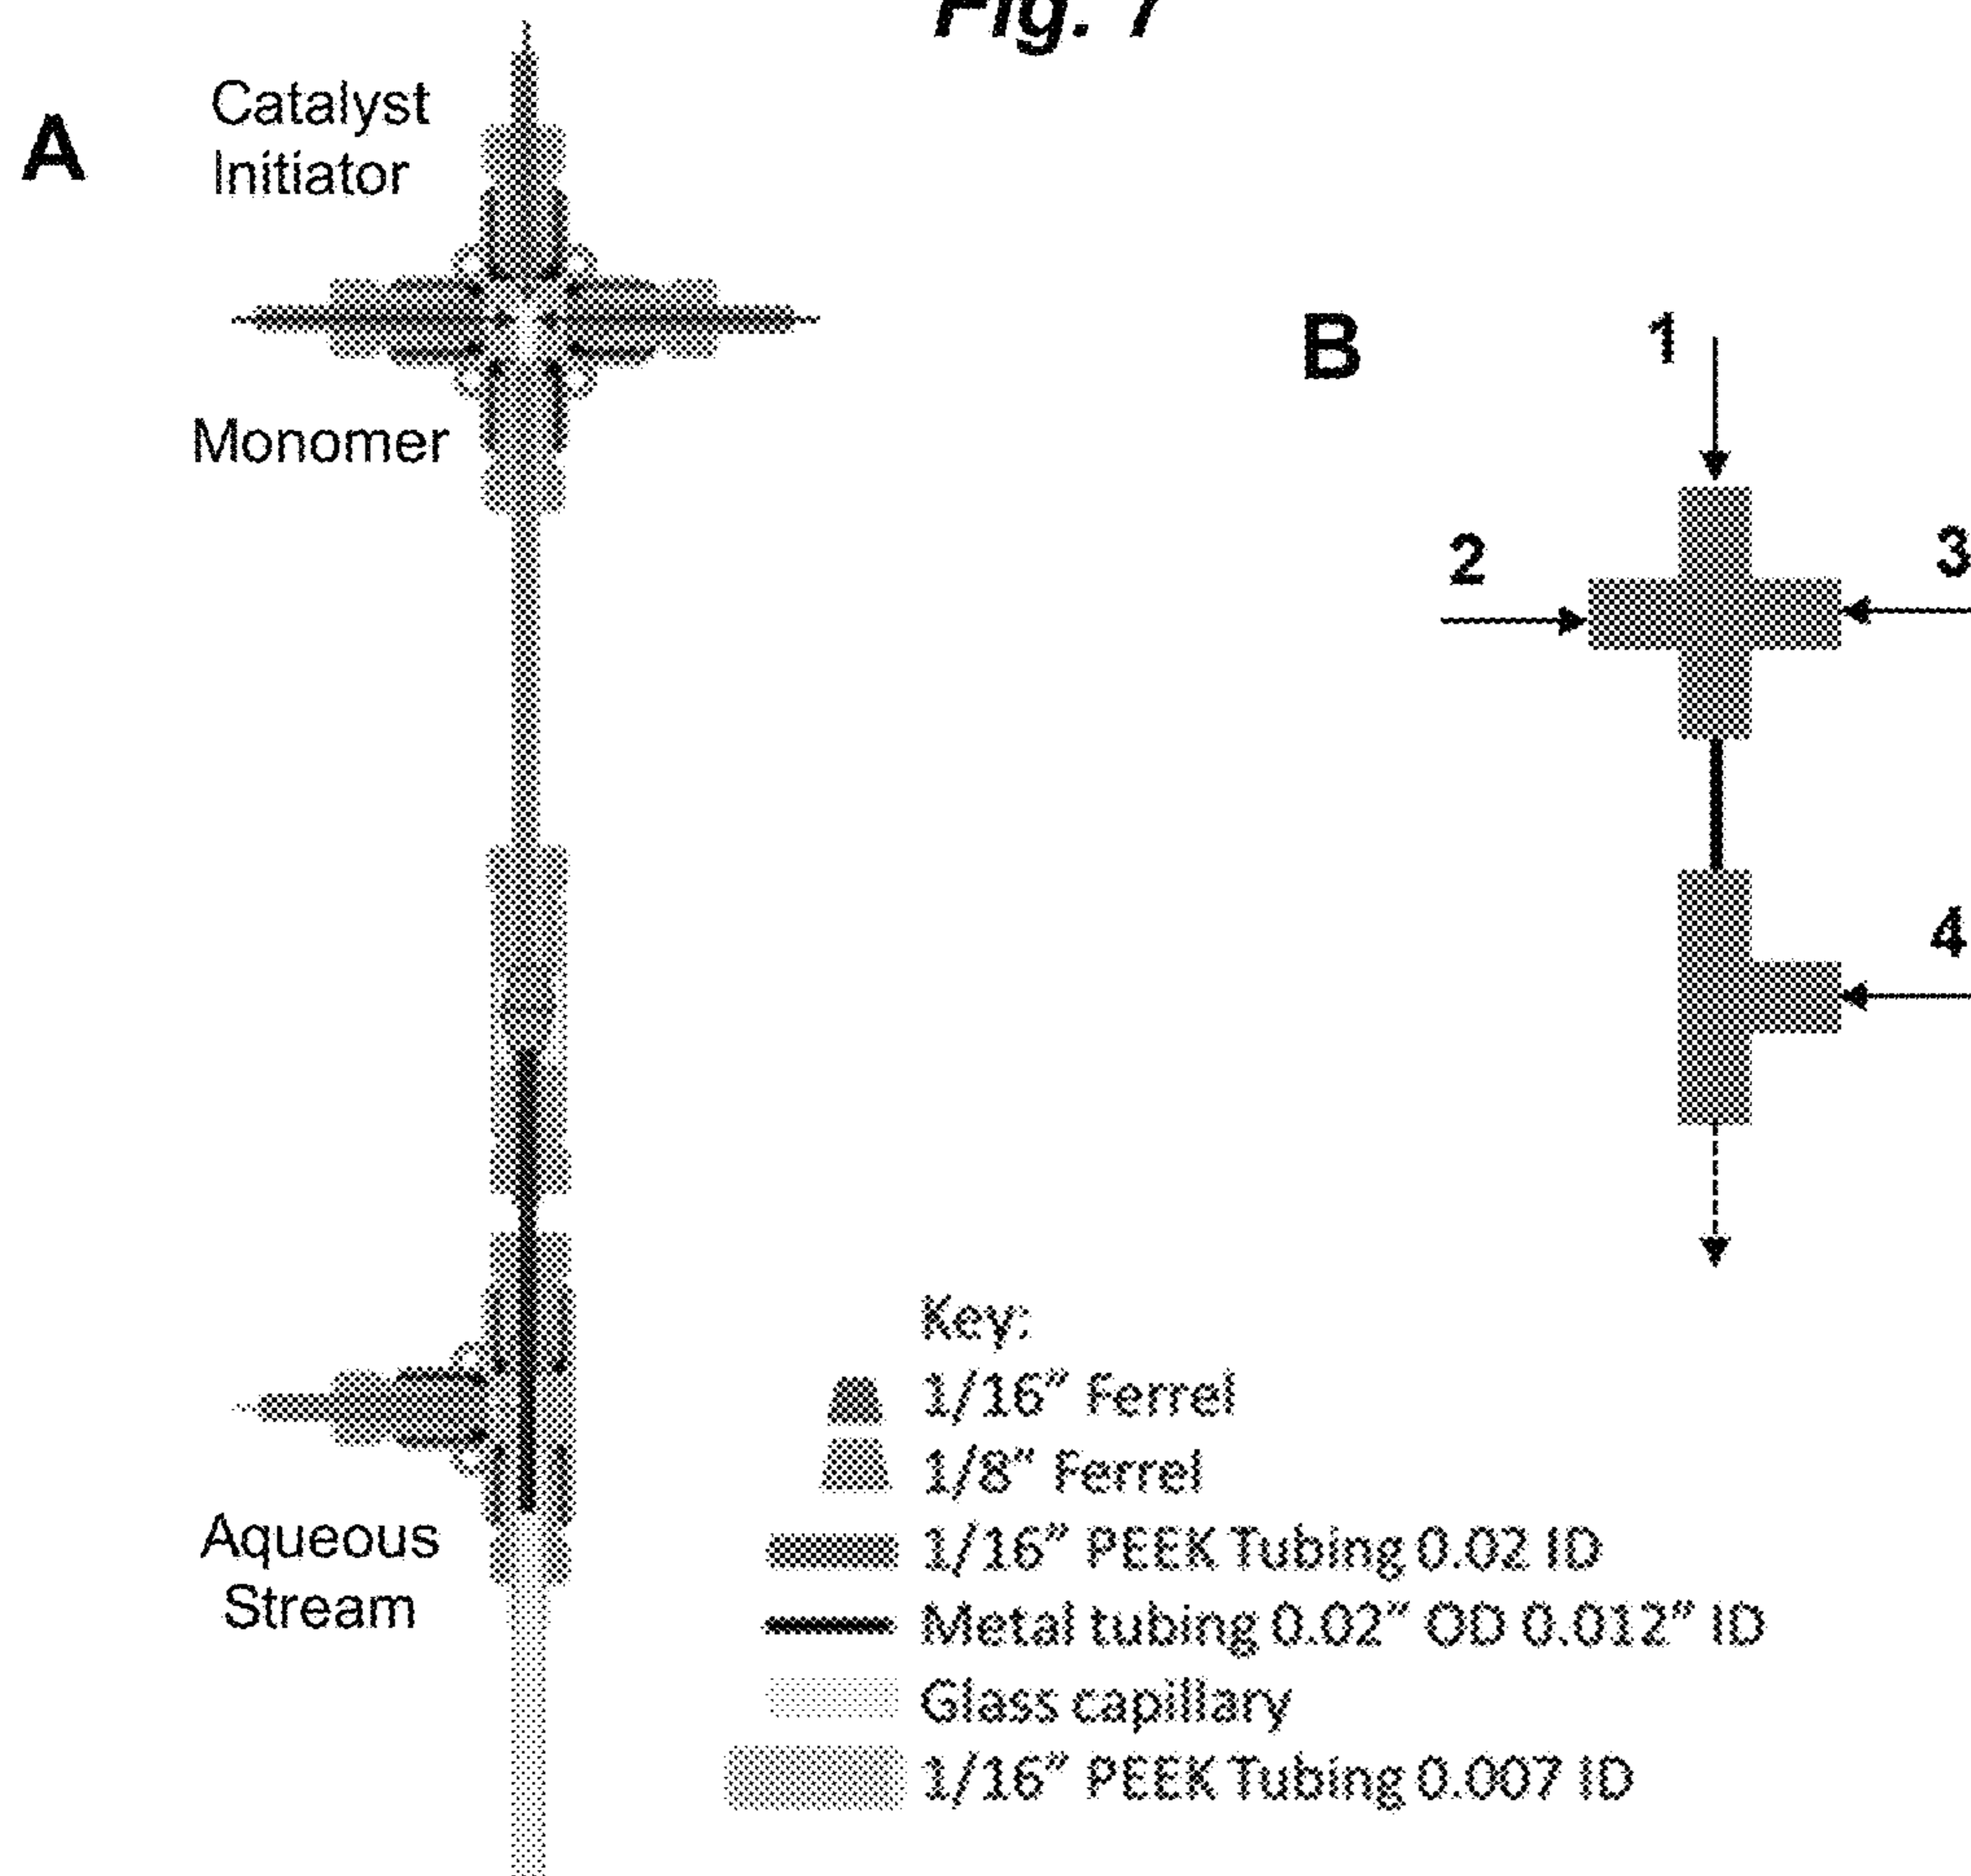 Fig. 7
A
Catalyst
Initiator
Monomer
Aqueous
Stream
B
1
2
3
4
Key:
1/16” Ferrel
1/8” Ferrel
1/16” PEEK Tubing 0.02 ID
Metal tubing 0.02” OD 0.012” ID
Glass capillary
1/16” PEEK Tubing 0.007 ID